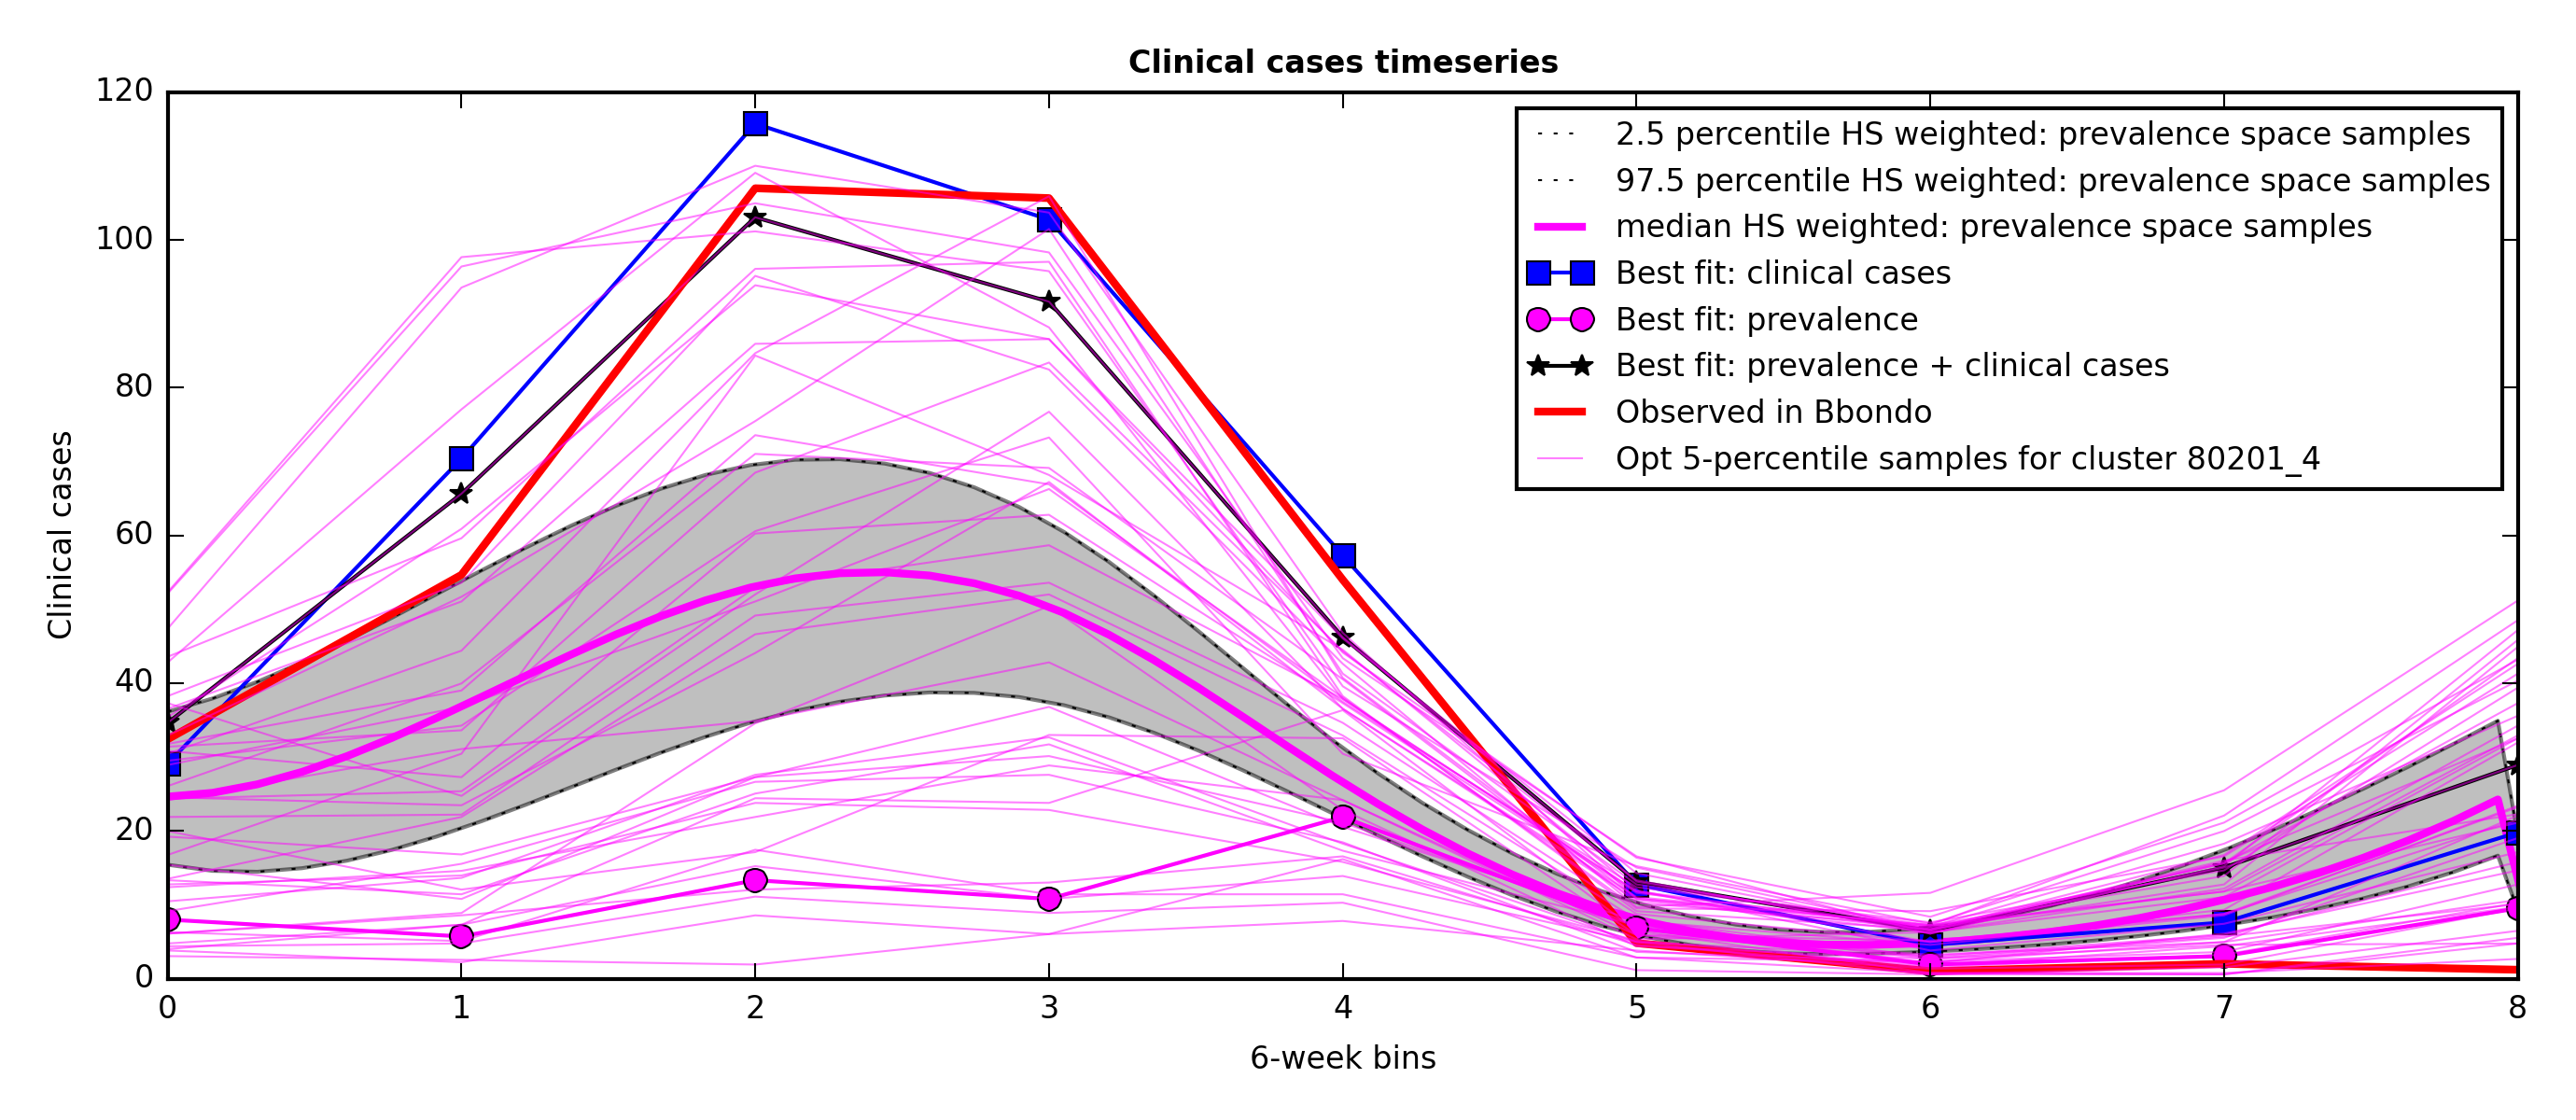 Clinical cases timeseries
120
100
80
60
40
20
0
Clinical cases
2.5 percentile HS weighted: prevalence space samples
97.5 percentile HS weighted: prevalence space samples
median HS weighted: prevalence space samples
Best fit: clinical cases
Best fit: prevalence
Best fit: prevalence + clinical cases
Observed in Bbondo
Opt 5-percentile samples for cluster 80201_4
0 1 2 3 4 5 6 7 8
6-week bins